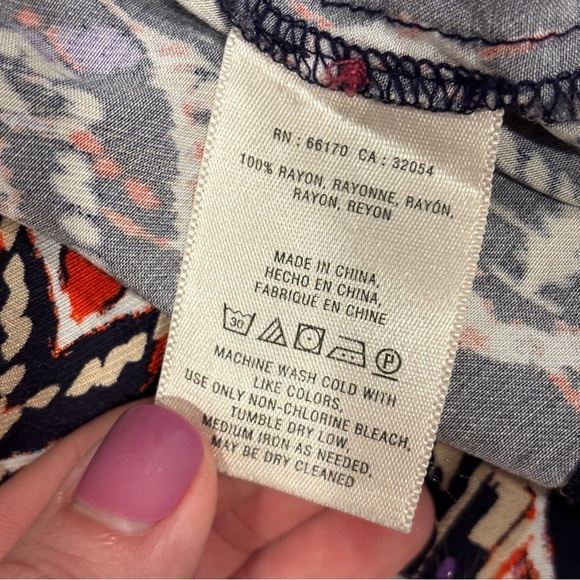 RN : 66170 CA : 32054
100% RAYON, RAYONNE, RAYÓN,
RAYON, REYON
MADE IN CHINA,
HECHO EN CHINA,
FABRIQUÉ EN CHINE
30 P
MACHINE WASH COLD WITH
LIKE COLORS,
USE ONLY NON-CHLORINE BLEACH,
TUMBLE DRY LOW,
MEDIUM IRON AS NEEDED,
MAY BE DRY CLEANED